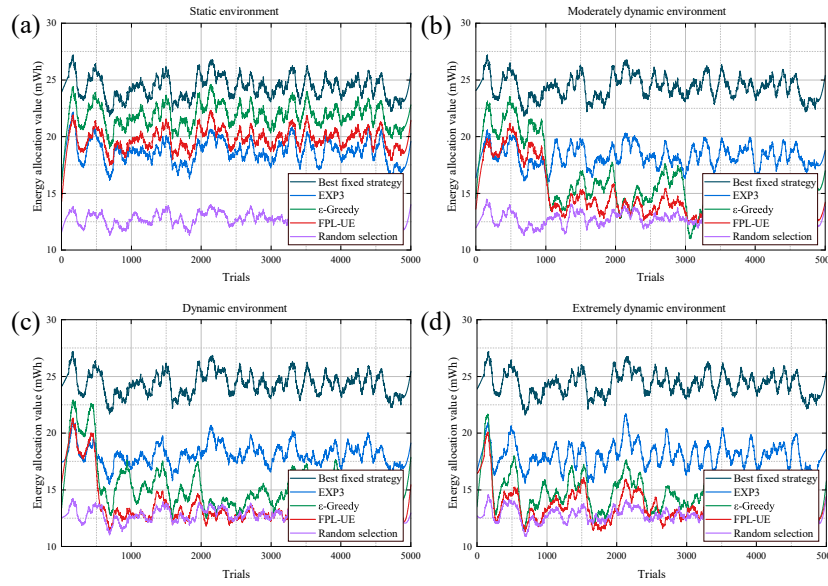 (a)
Static environment
Energy allocation value (mWh)
30
25
20
15
10
0 1000 2000 3000 4000 5000
Trials
Best fixed strategy
EXP3
ε-Greedy
FPL-UE
Random selection
(b)
Moderately dynamic environment
Energy allocation value (mWh)
30
25
20
15
10
0 1000 2000 3000 4000 5000
Trials
Best fixed strategy
EXP3
ε-Greedy
FPL-UE
Random selection
(c)
Dynamic environment
Energy allocation value (mWh)
30
25
20
15
10
0 1000 2000 3000 4000 5000
Trials
Best fixed strategy
EXP3
ε-Greedy
FPL-UE
Random selection
(d)
Extremely dynamic environment
Energy allocation value (mWh)
30
25
20
15
10
0 1000 2000 3000 4000 5000
Trials
Best fixed strategy
EXP3
ε-Greedy
FPL-UE
Random selection